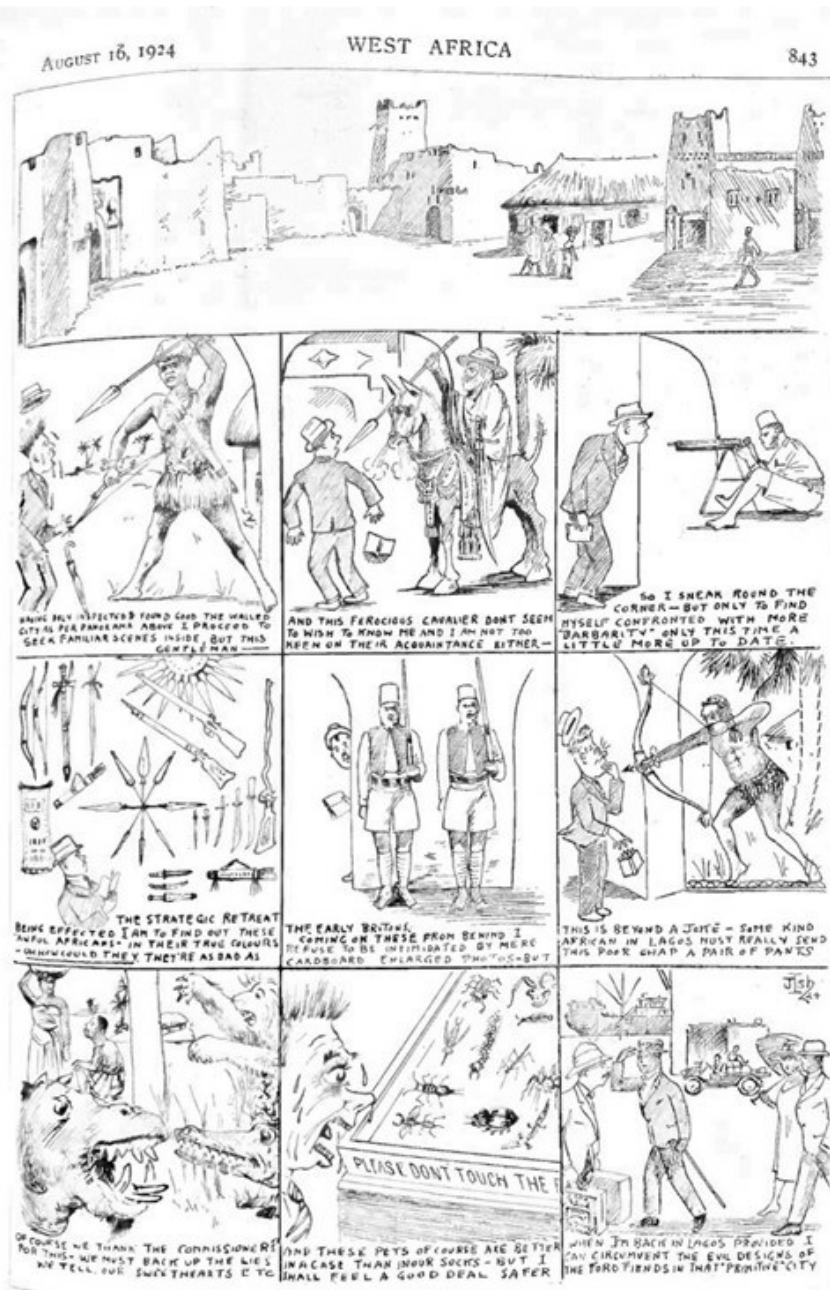 AUGUST 16, 1924
WEST AFRICA
843
HAVING DULY INSPECTED & FOUND GOOD THE WALLED
CITY AS PER PANORAMA ABOVE I PROCEED TO
SEEK FAMILIAR SCENES INSIDE, BUT THIS
GENTLEMAN —
AND THIS FEROCIOUS CAVALIER DONT SEEM
TO WISH TO KNOW ME AND I AM NOT TOO
KEEN ON THEIR ACQUAINTANCE EITHER —
SO I SNEAK ROUND THE
CORNER — BUT ONLY TO FIND
MYSELF CONFRONTED WITH MORE
"BARBARITY" ONLY THIS TIME A
LITTLE MORE UP TO DATE.
THE STRATEGIC RETREAT
BEING EFFECTED I AM TO FIND OUT THESE
"AWFUL AFRICANS" IN THEIR TRUE COLOURS
COULD THEY, THEY'RE AS BAD AS
THE EARLY BRITONS.
COMING ON THESE FROM BEHIND I
REFUSE TO BE INTIMIDATED BY MERE
CARDBOARD ENLARGED PHOTOS - BUT
THIS IS BEYOND A JOKE — SOME KIND
AFRICAN IN LAGOS MUST REALLY SEND
THIS POOR CHAP A PAIR OF PANTS
OF COURSE WE THANK THE COMMISSIONERS
FOR THIS - WE MUST BACK UP THE LIES
WE TELL OUR SWEETHEARTS ETC
PLEASE DONT TOUCH THE
AND THESE PETS OF COURSE ARE BETTER
IN A CASE THAN IN OUR SOCKS - BUT I
SHALL FEEL A GOOD DEAL SAFER
WHEN I'M BACK IN LAGOS PROVIDED I
CAN CIRCUMVENT THE EVIL DESIGNS OF
THE FORD FIENDS IN THAT "PRIMITIVE" CITY